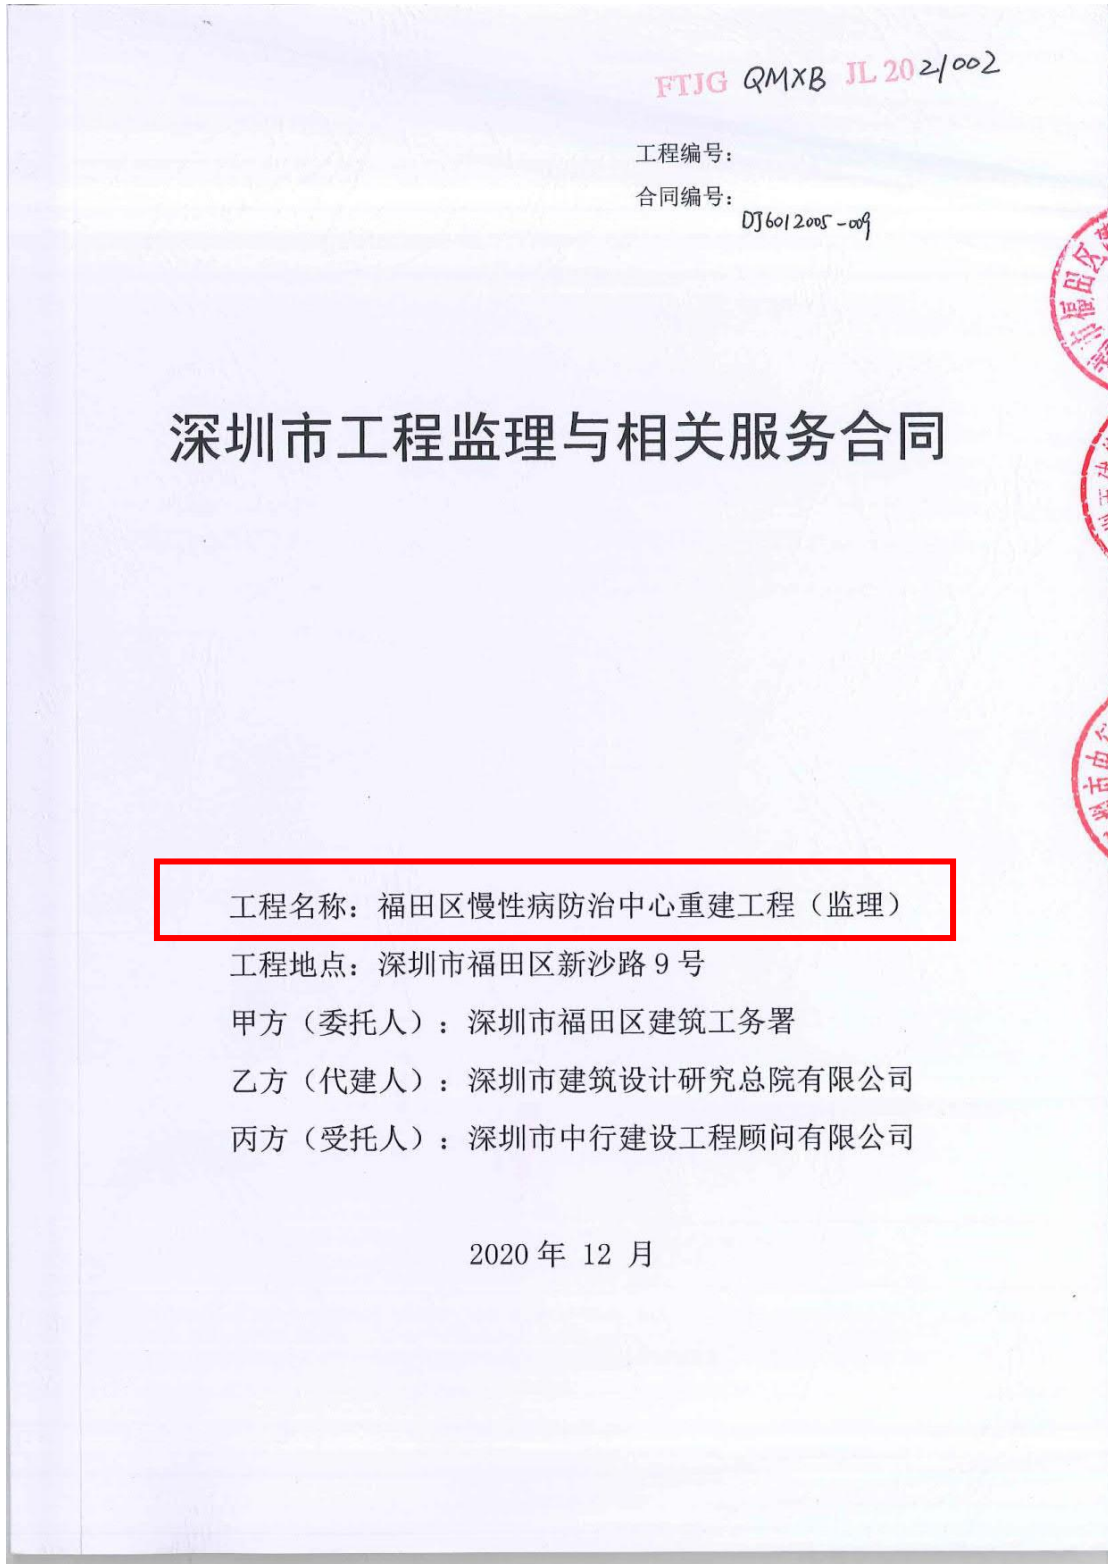 FTJG QMXB JL 2021002
工程编号：
合同编号：
DJ6012005-009
深圳市工程监理与相关服务合同
工程名称：福田区慢性病防治中心重建工程（监理）
工程地点：深圳市福田区新沙路 9 号
甲方（委托人）：深圳市福田区建筑工务署
乙方（代建人）：深圳市建筑设计研究总院有限公司
丙方（受托人）：深圳市中行建设工程顾问有限公司
2020 年 12 月